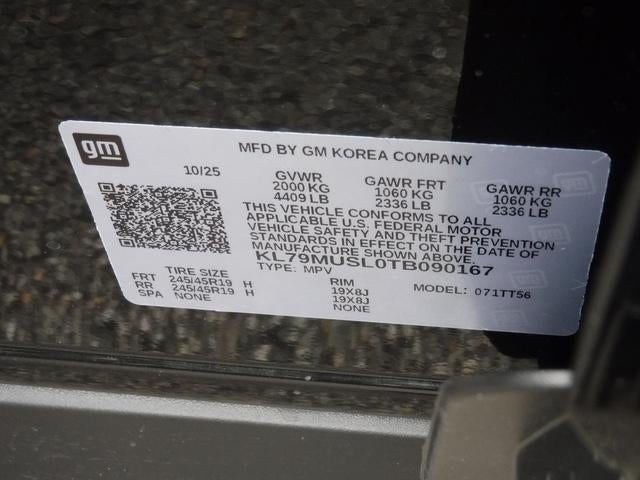 gm
MFD BY GM KOREA COMPANY
10/25
GVWR GAWR FRT GAWR RR
2000 KG 1060 KG 1060 KG
4409 LB 2336 LB 2336 LB
THIS VEHICLE CONFORMS TO ALL
APPLICABLE U.S. FEDERAL MOTOR
VEHICLE SAFETY AND THEFT PREVENTION
STANDARDS IN EFFECT ON THE DATE OF
MANUFACTURE SHOWN ABOVE.
KL79MUSL0TB090167
TYPE: MPV MODEL: 071TT56
TIRE SIZE RIM
FRT 245/45R19 H 19X8J
RR 245/45R19 H 19X8J
SPA NONE NONE